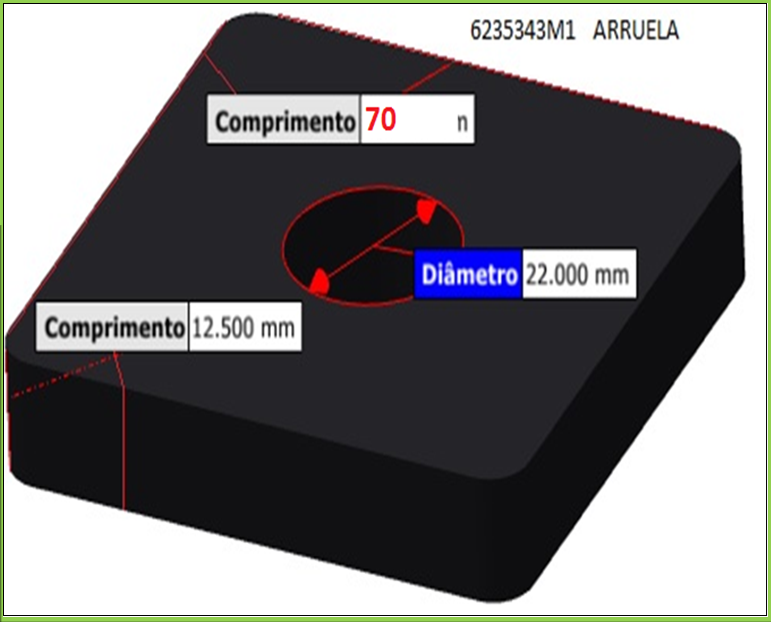 6235343M1 ARRUELA
Comprimento 70 n
Diâmetro 22.000 mm
Comprimento 12.500 mm